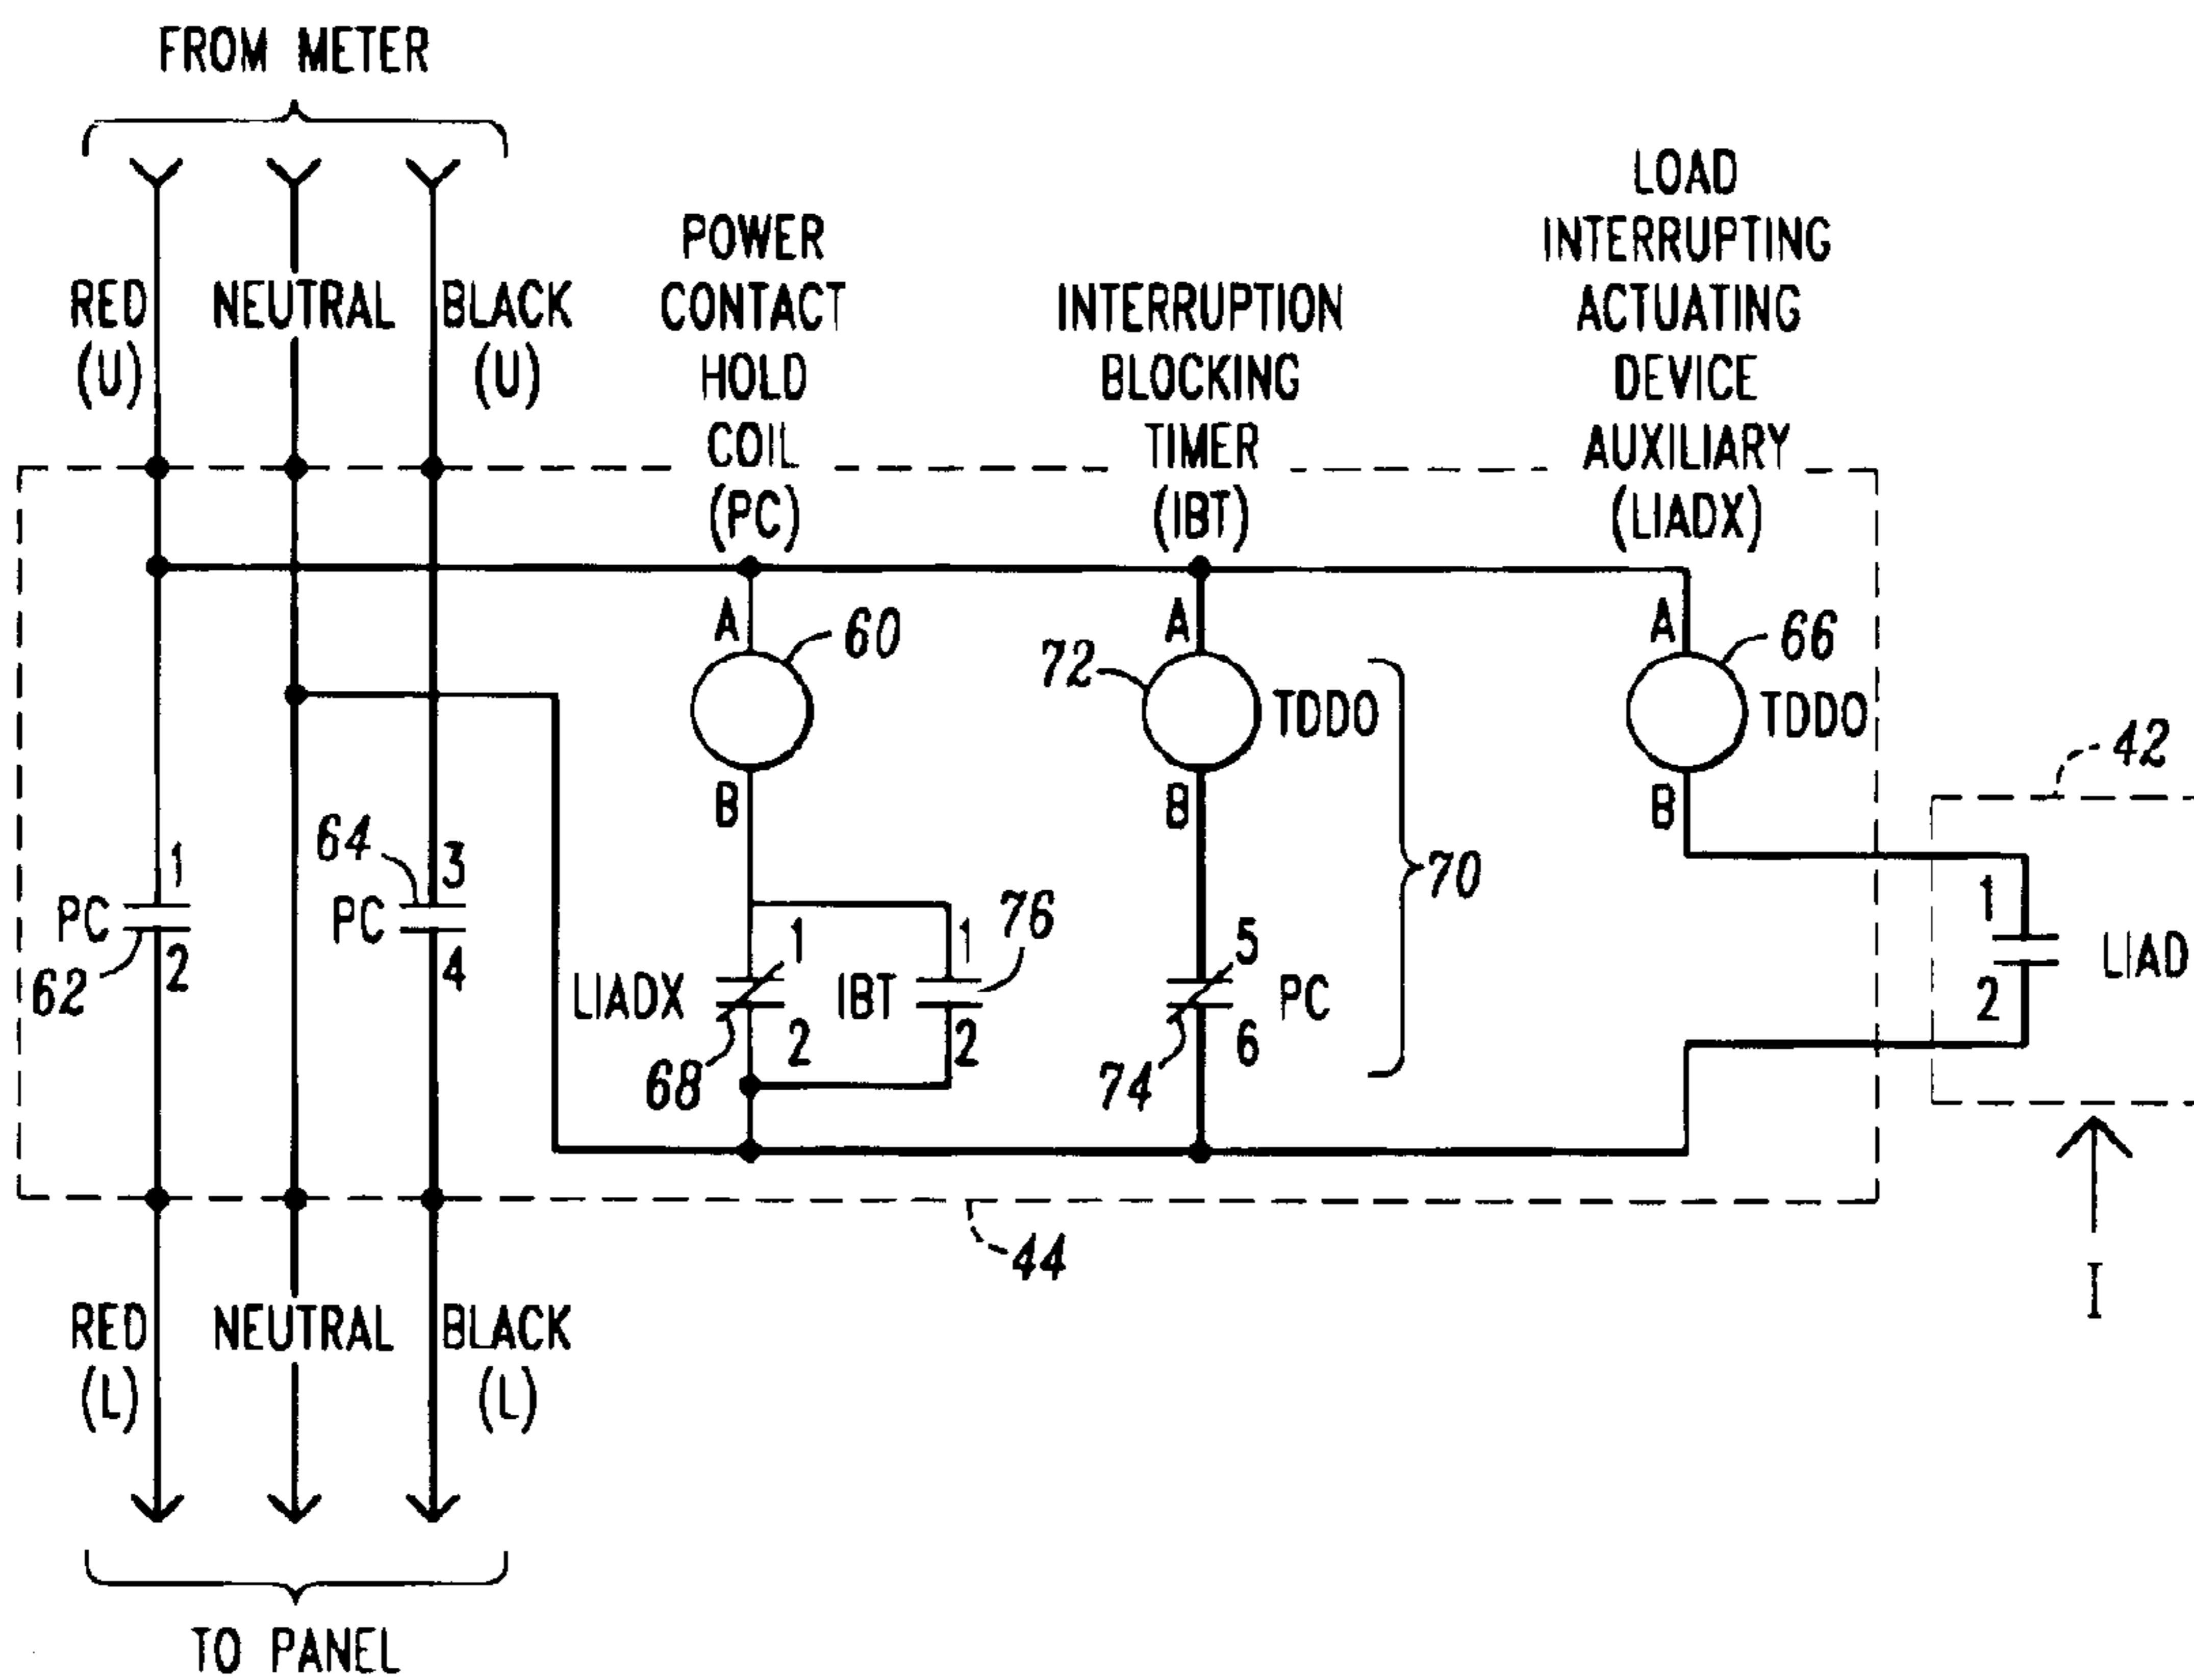 FROM METER
RED (U)
NEUTRAL
BLACK (U)
POWER
CONTACT
HOLD
COIL
(PC)
INTERRUPTION
BLOCKING
TIMER
(IBT)
LOAD
INTERRUPTING
ACTUATING
DEVICE
AUXILIARY
(LIADX)
A
60
B
A
72
TDDO
B
A
66
TDDO
B
42
70
1
PC
2
62
64
3
PC
4
LIADX
1
2
68
IBT
1
2
76
5
PC
6
74
1
LIAD
2
44
I
RED
(L)
NEUTRAL
BLACK
(L)
TO PANEL